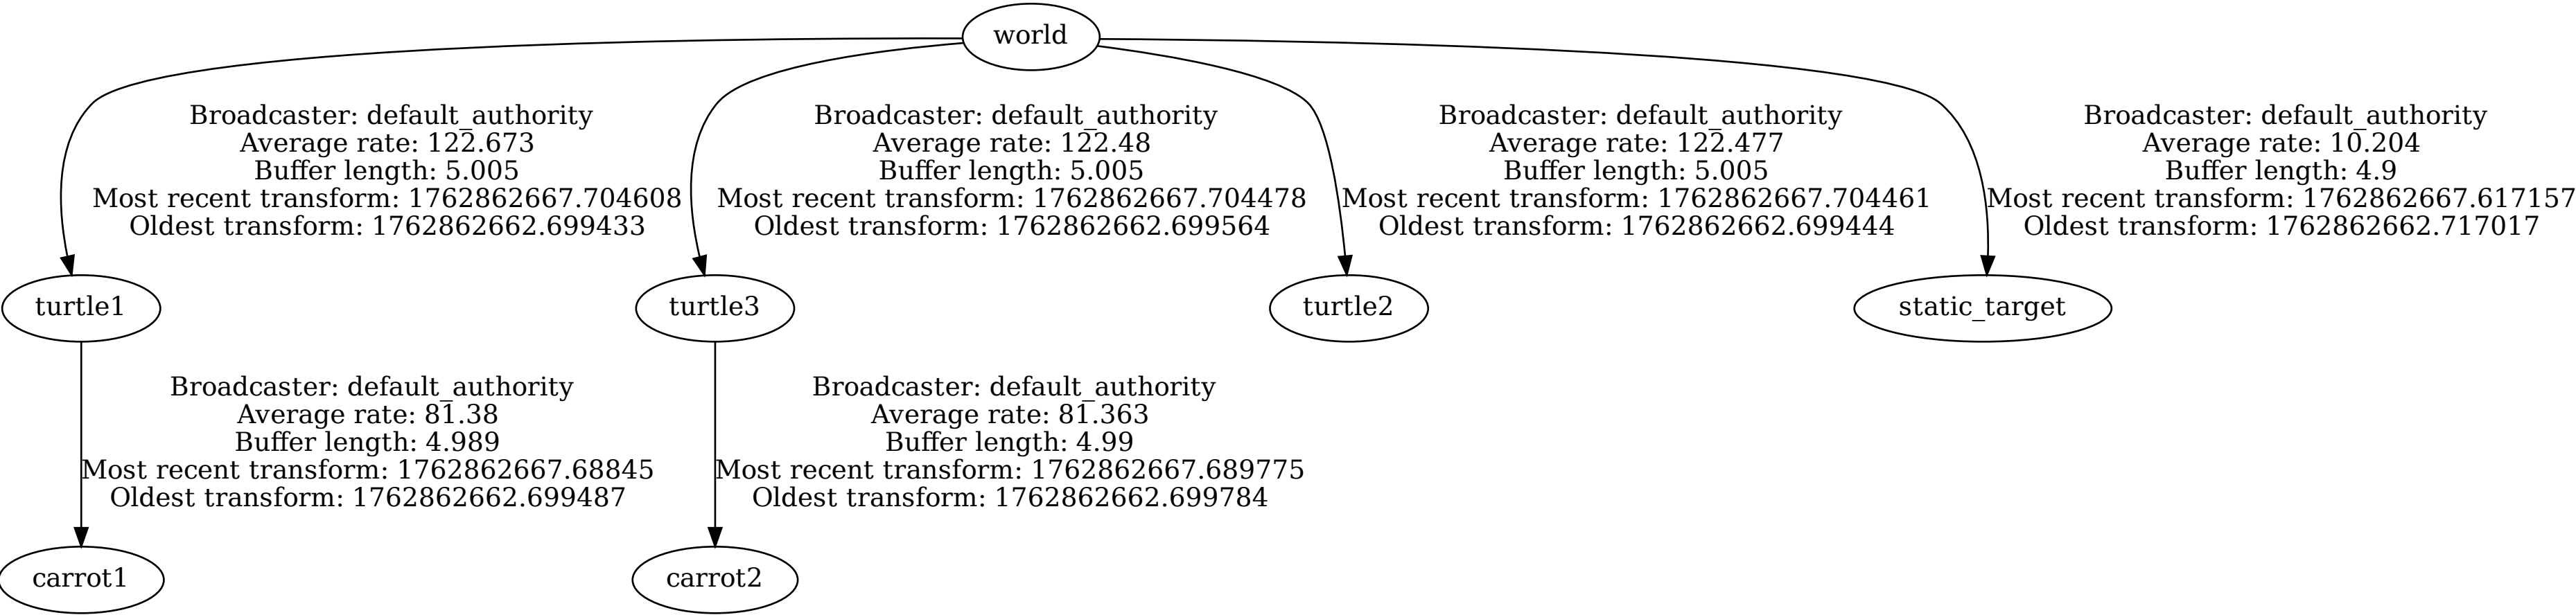 world
Broadcaster: default_authority
Average rate: 122.673
Buffer length: 5.005
Most recent transform: 1762862667.704608
Oldest transform: 1762862662.699433
Broadcaster: default_authority
Average rate: 122.48
Buffer length: 5.005
Most recent transform: 1762862667.704478
Oldest transform: 1762862662.699564
Broadcaster: default_authority
Average rate: 122.477
Buffer length: 5.005
Most recent transform: 1762862667.704461
Oldest transform: 1762862662.699444
Broadcaster: default_authority
Average rate: 10.204
Buffer length: 4.9
Most recent transform: 1762862667.617157
Oldest transform: 1762862662.717017
turtle1
turtle3
turtle2
static_target
Broadcaster: default_authority
Average rate: 81.38
Buffer length: 4.989
Most recent transform: 1762862667.68845
Oldest transform: 1762862662.699487
Broadcaster: default_authority
Average rate: 81.363
Buffer length: 4.99
Most recent transform: 1762862667.689775
Oldest transform: 1762862662.699784
carrot1
carrot2